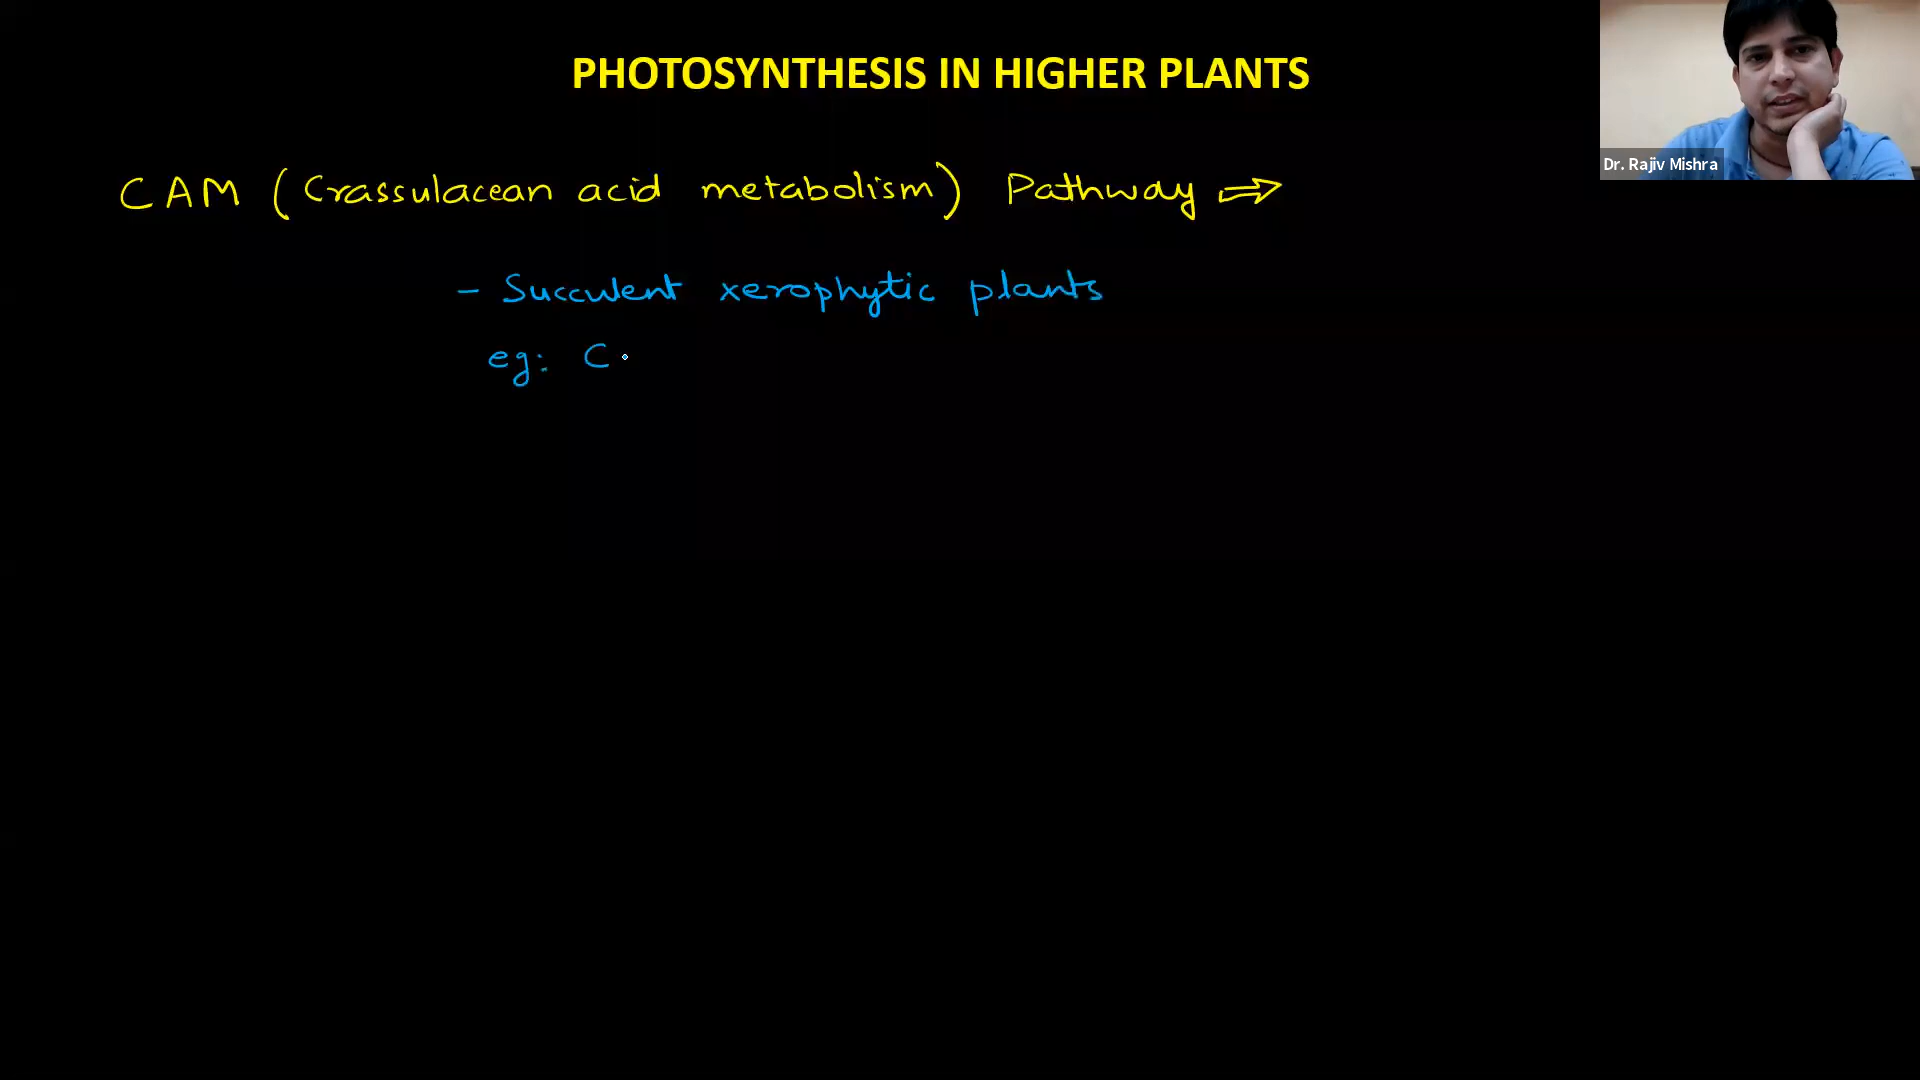 PHOTOSYNTHESIS IN HIGHER PLANTS
Dr. Rajiv Mishra
CAM (Crassulacean acid metabolism) Pathway ⇒
- Succulent xerophytic plants
eg: C